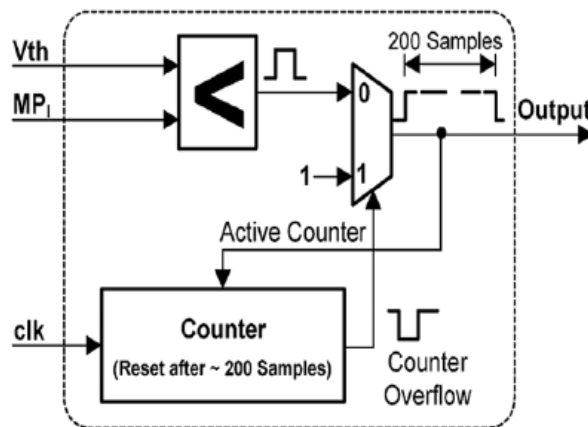 200 Samples
Vth
MPI
<
0
Output
1
1
Active Counter
clk
Counter
(Reset after ~ 200 Samples)
Counter
Overflow